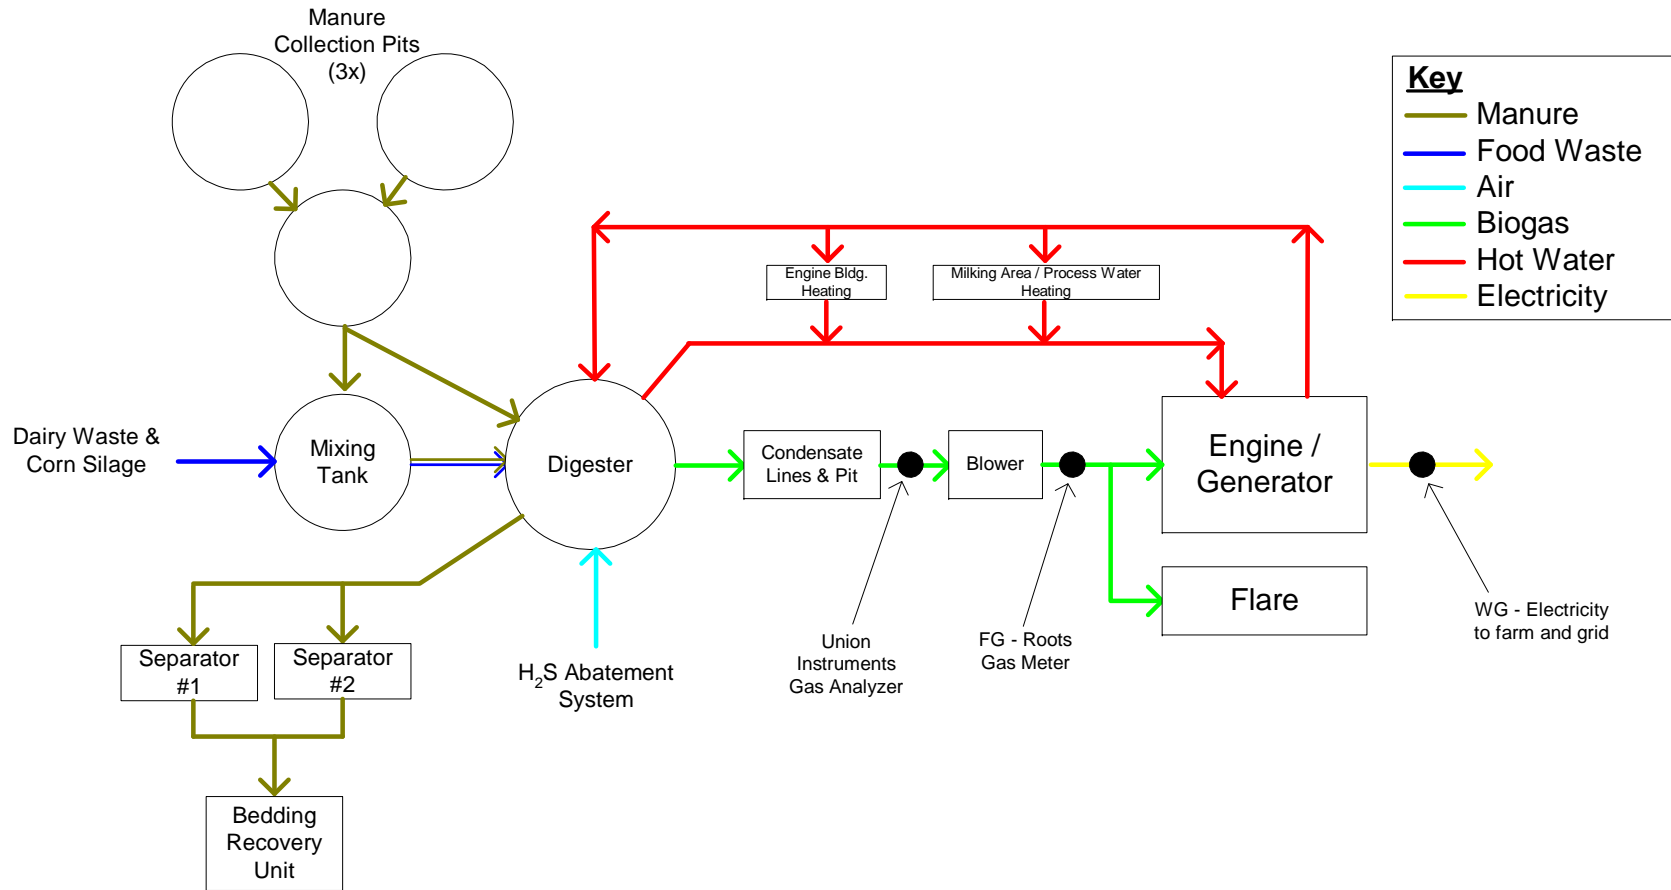 Manure
Collection Pits
(3x)
Key
Manure
Food Waste
Air
Biogas
Hot Water
Electricity
Engine Bldg.
Heating
Milking Area / Process Water
Heating
Dairy Waste &
Corn Silage
Mixing
Tank
Digester
Condensate
Lines & Pit
Blower
Engine /
Generator
Flare
Separator
#1
Separator
#2
H₂S Abatement
System
Union
Instruments
Gas Analyzer
FG - Roots
Gas Meter
WG - Electricity
to farm and grid
Bedding
Recovery
Unit